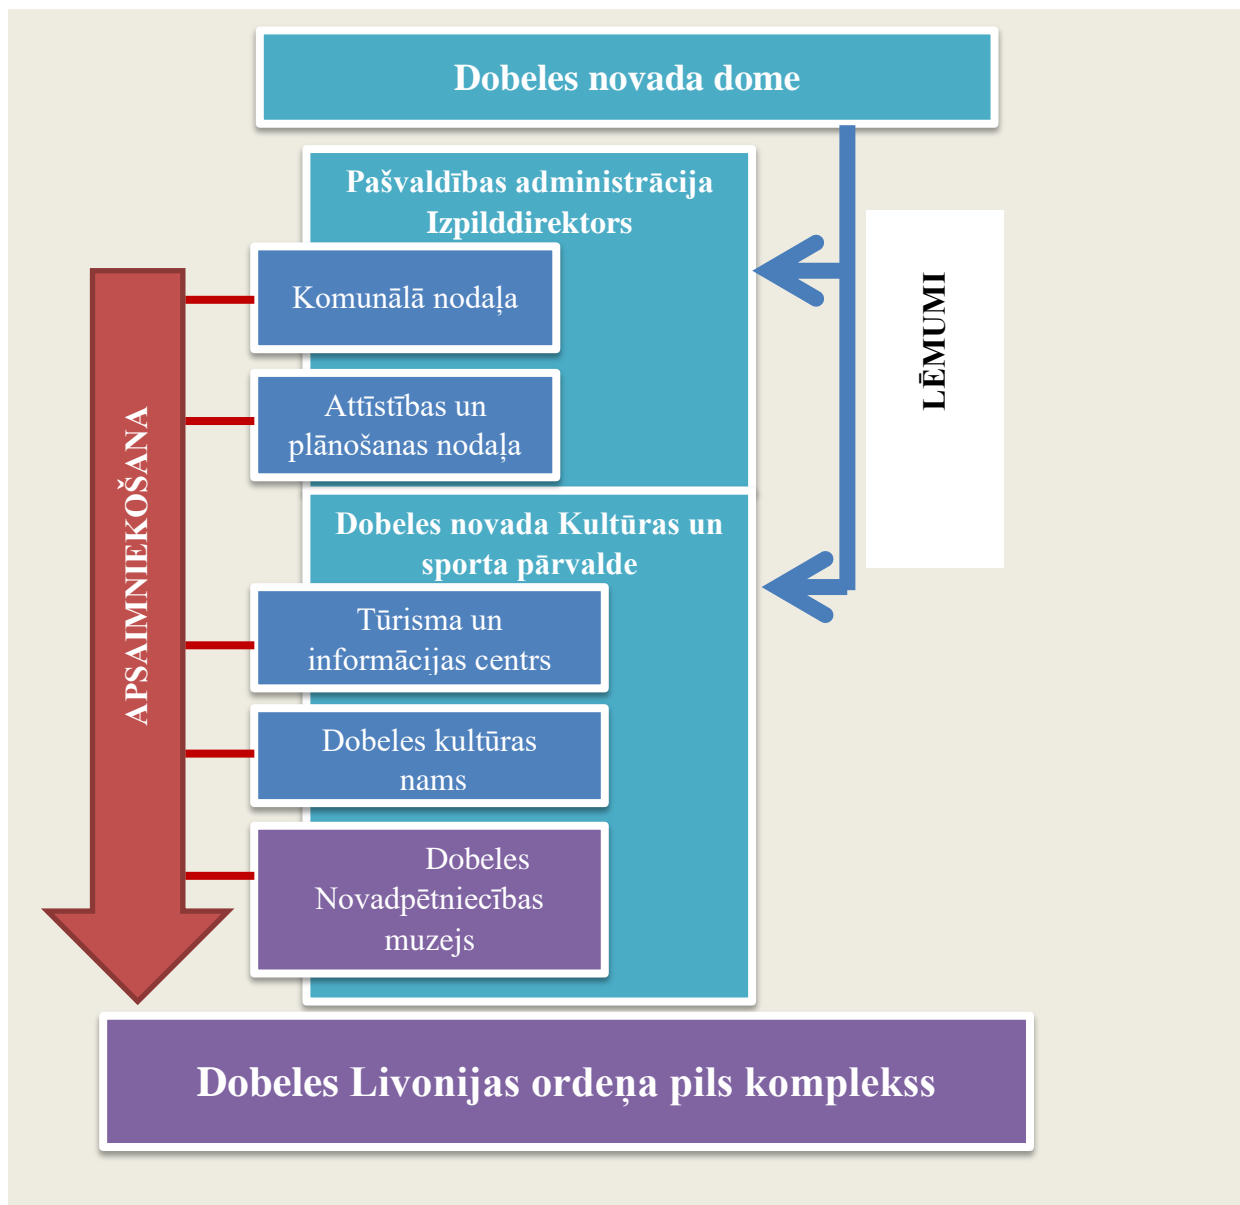 Dobeles novada dome
Pašvaldības administrācija
Izpilddirektors
Komunālā nodaļa
Attīstības un
plānošanas nodaļa
Dobeles novada Kultūras un
sporta pārvalde
Tūrisma un
informācijas centrs
Dobeles kultūras
nams
Dobeles
Novadpētniecības
muzejs
LĒMUMI
APSAIMNIEKOŠANA
Dobeles Livonijas ordeņa pils komplekss